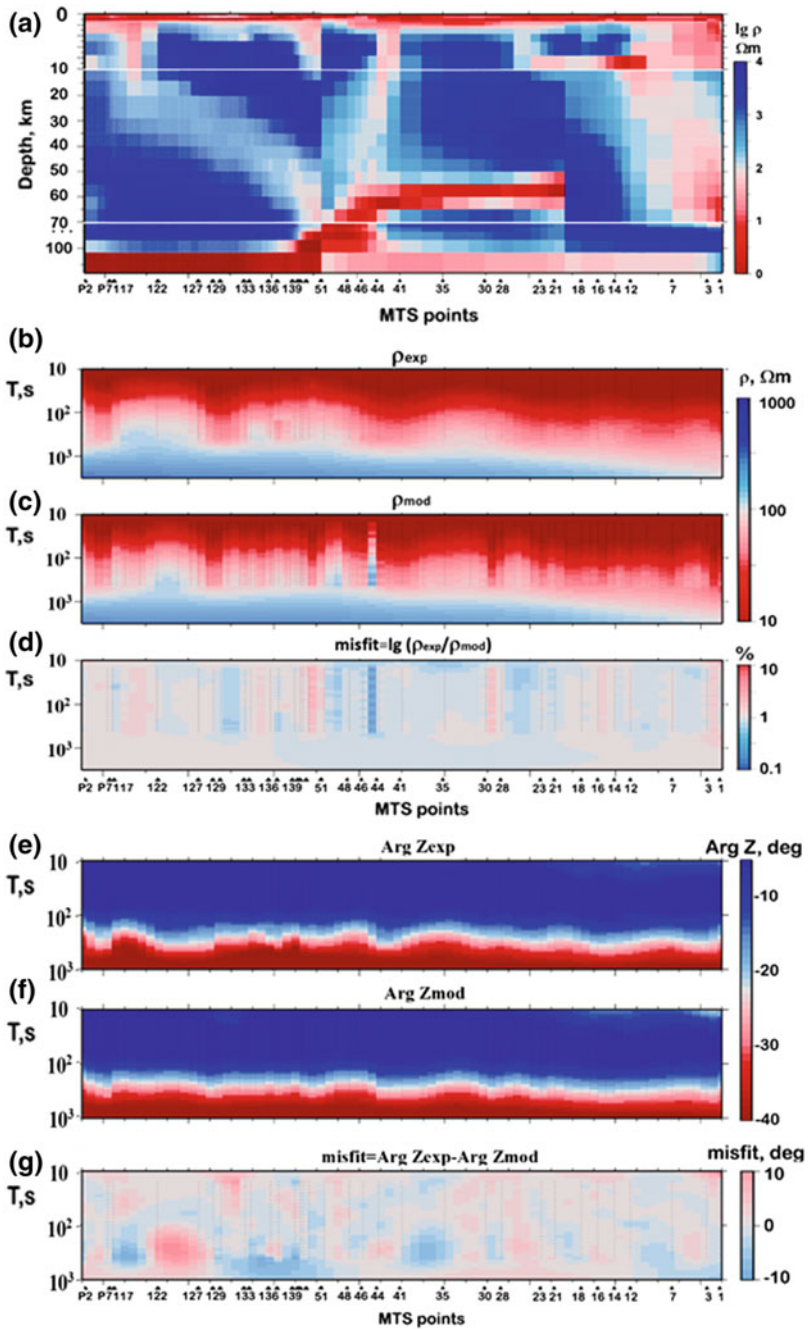 (a)
0
10
20
30
40
50
60
70
100
Depth, km
lg ρ
Ωm
4
3
2
1
0
P2 P7117 122 127 129 133 136 139 51 48 46 44 41 35 30 28 23 21 18 16 14 12 7 3 1
MTS points
(b)
ρexp
T,s
10
10²
10³
ρ, Ωm
1000
100
10
(c)
ρmod
T,s
10
10²
10³
(d)
misfit=lg (ρexp/ρmod)
T,s
10
10²
10³
%
10
1
0.1
P2 P7117 122 127 129 133 136 139 51 48 46 44 41 35 30 28 23 21 18 16 14 12 7 3 1
MTS points
(e)
Arg Zexp
T,s
10
10²
10³
Arg Z, deg
-10
-20
-30
-40
(f)
Arg Zmod
T,s
10
10²
10³
(g)
misfit=Arg Zexp-Arg Zmod
T,s
10
10²
10³
misfit, deg
10
0
-10
P2 P7117 122 127 129 133 136 139 51 48 46 44 41 35 30 28 23 21 18 16 14 12 7 3 1
MTS points